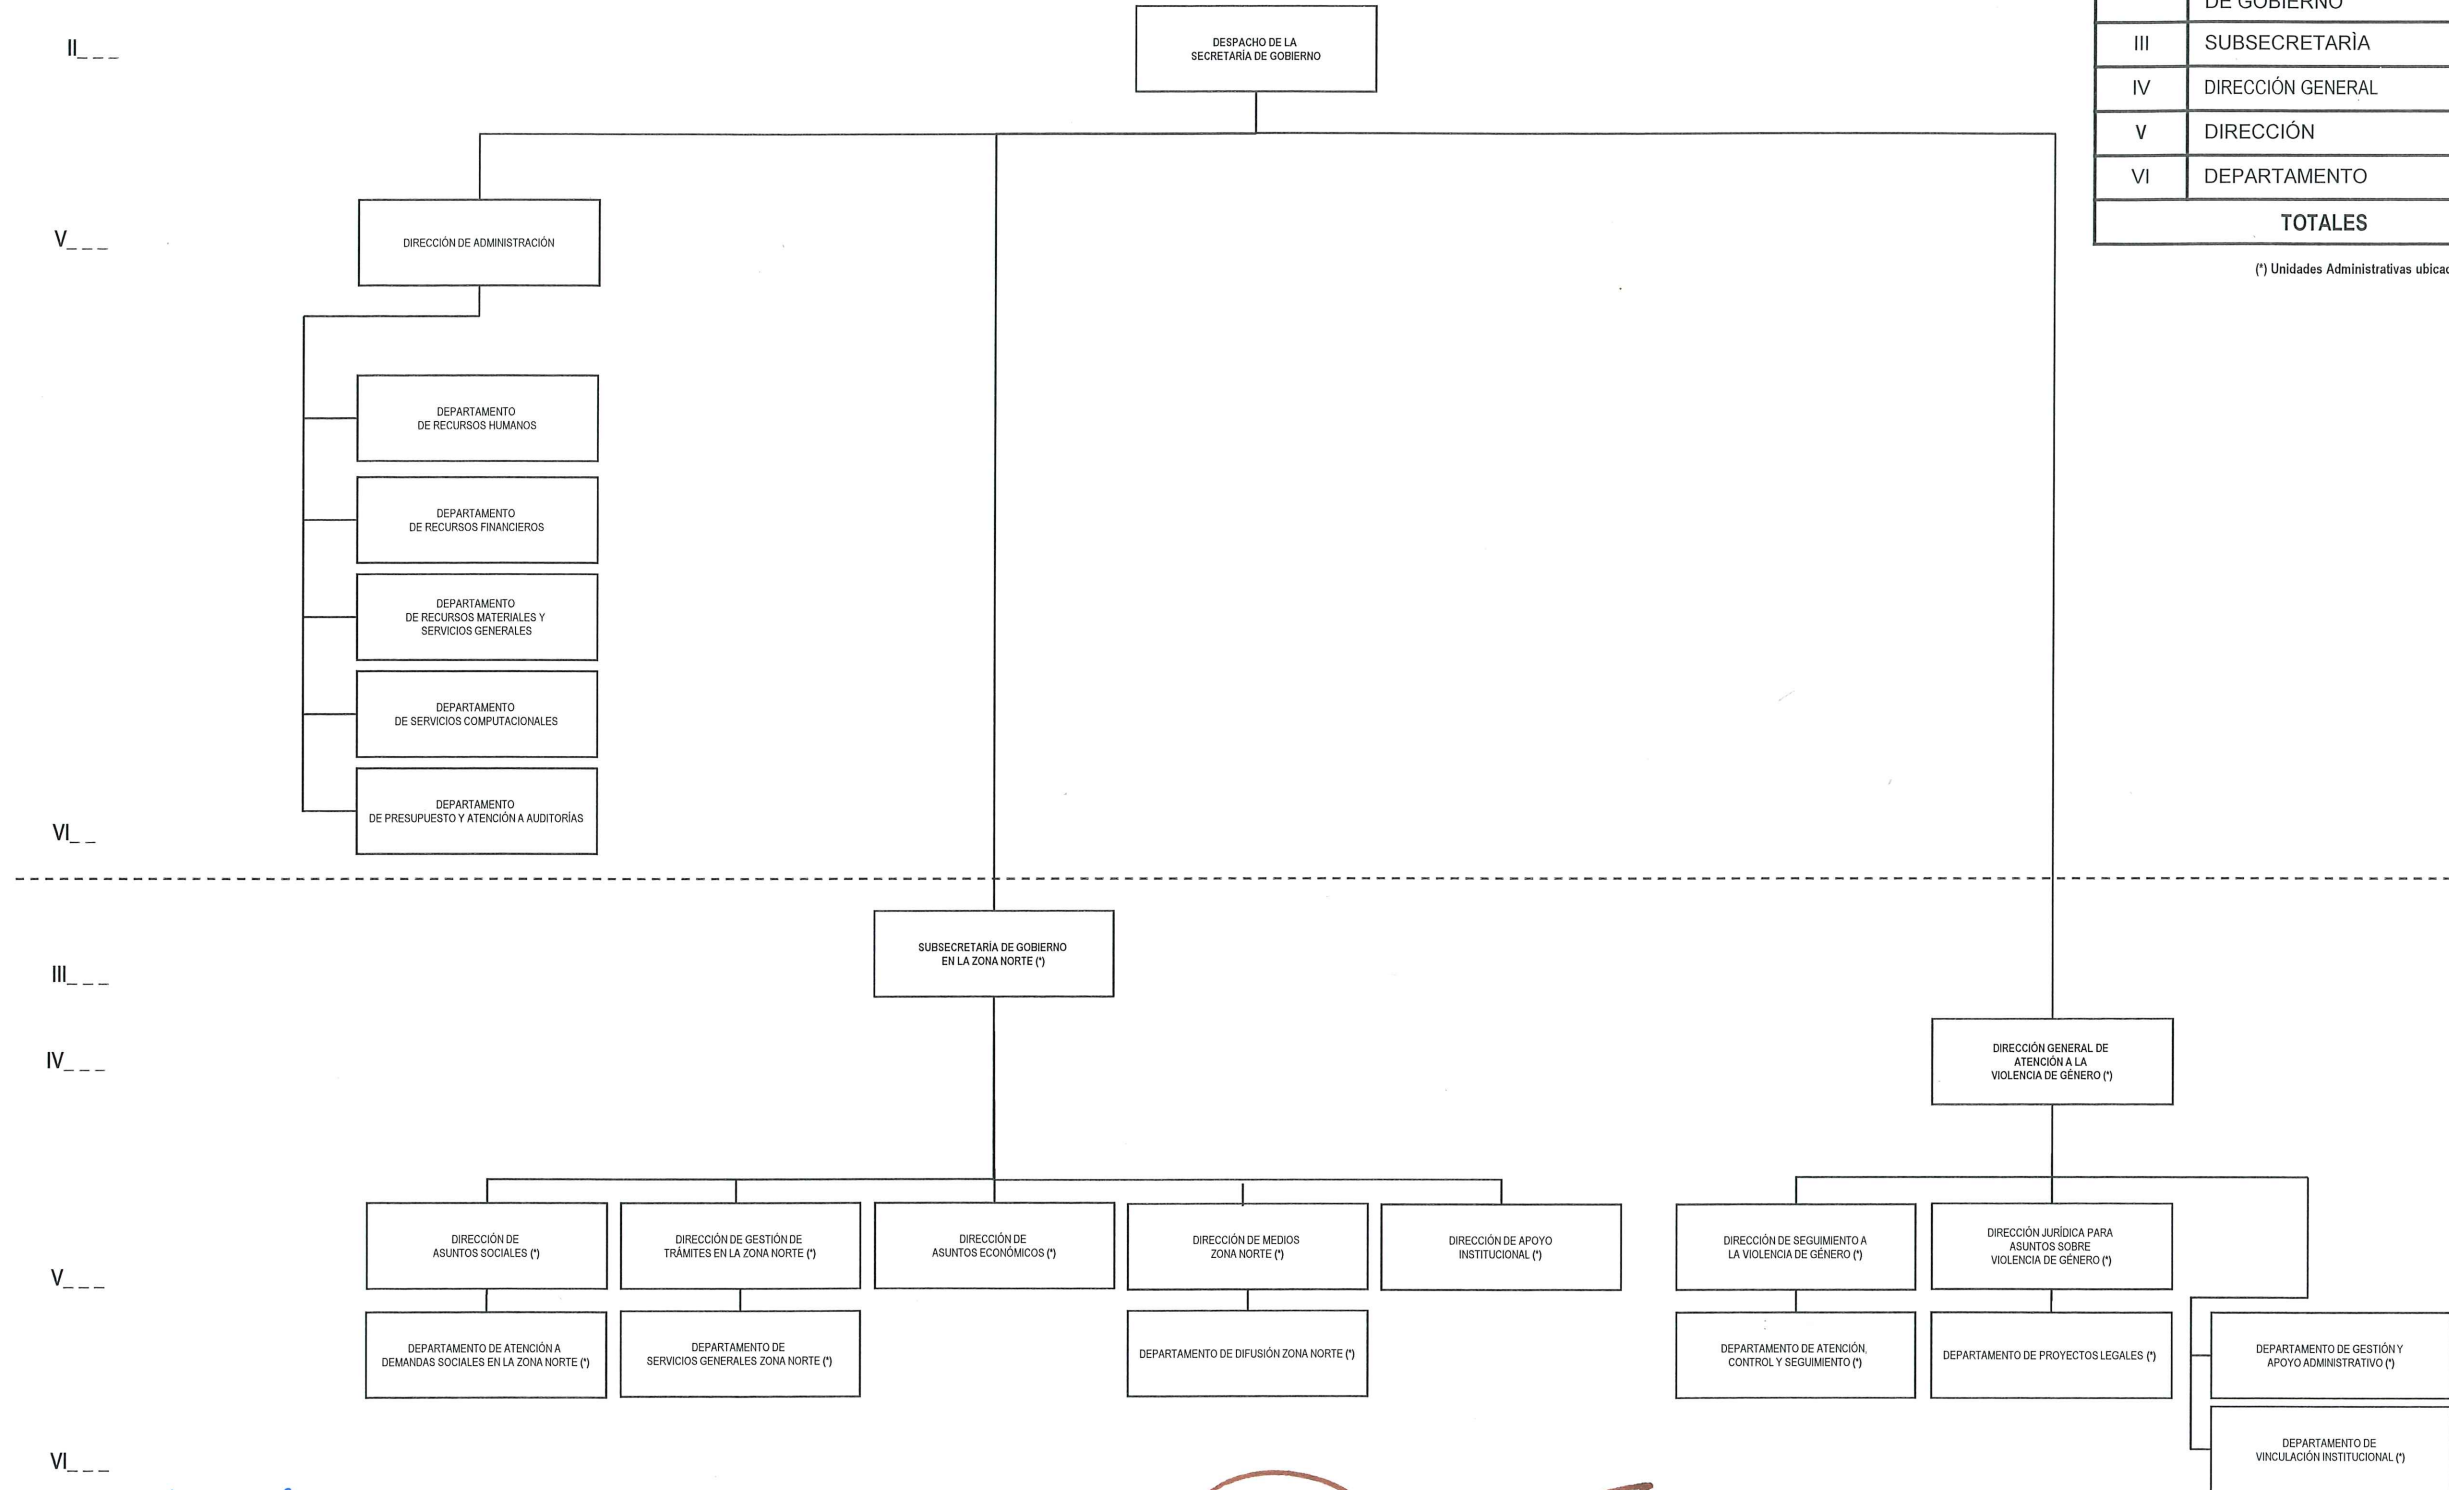 DE GOBIERNO
III SUBSECRETARÌA
IV DIRECCIÓN GENERAL
V DIRECCIÓN
VI DEPARTAMENTO
TOTALES
(*) Unidades Administrativas
II_ _ _
DESPACHO DE LA
SECRETARÍA DE GOBIERNO
V_ _ _
DIRECCIÓN DE ADMINISTRACIÓN
DEPARTAMENTO
DE RECURSOS HUMANOS
DEPARTAMENTO
DE RECURSOS FINANCIEROS
DEPARTAMENTO
DE RECURSOS MATERIALES Y
SERVICIOS GENERALES
DEPARTAMENTO
DE SERVICIOS COMPUTACIONALES
DEPARTAMENTO
DE PRESUPUESTO Y ATENCIÓN A AUDITORÍAS
VI_ _
III_ _ _
SUBSECRETARÍA DE GOBIERNO
EN LA ZONA NORTE (*)
IV_ _ _
DIRECCIÓN GENERAL DE
ATENCIÓN A LA
VIOLENCIA DE GÉNERO (*)
V_ _ _
DIRECCIÓN DE
ASUNTOS SOCIALES (*)
DIRECCIÓN DE GESTIÓN DE
TRÁMITES EN LA ZONA NORTE (*)
DIRECCIÓN DE
ASUNTOS ECONÓMICOS (*)
DIRECCIÓN DE MEDIOS
ZONA NORTE (*)
DIRECCIÓN DE APOYO
INSTITUCIONAL (*)
DIRECCIÓN DE SEGUIMIENTO A
LA VIOLENCIA DE GÉNERO (*)
DIRECCIÓN JURÍDICA PARA
ASUNTOS SOBRE
VIOLENCIA DE GÉNERO (*)
DEPARTAMENTO DE ATENCIÓN A
DEMANDAS SOCIALES EN LA ZONA NORTE (*)
DEPARTAMENTO DE
SERVICIOS GENERALES ZONA NORTE (*)
DEPARTAMENTO DE DIFUSIÓN ZONA NORTE (*)
DEPARTAMENTO DE ATENCIÓN,
CONTROL Y SEGUIMIENTO (*)
DEPARTAMENTO DE PROYECTOS LEGALES (*)
DEPARTAMENTO DE GESTIÓN Y
APOYO ADMINISTRATIVO (*)
DEPARTAMENTO DE
VINCULACIÓN INSTITUCIONAL (*)
VI_ _ _